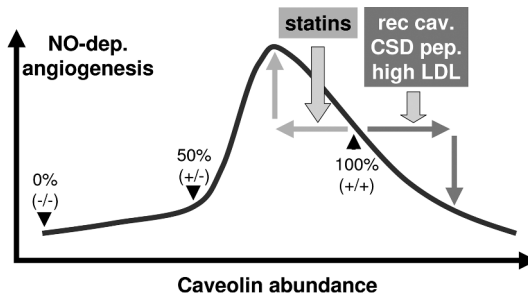 NO-dep.
angiogenesis
statins
rec cav.
CSD pep.
high LDL
0%
(-/-)
50%
(+/-)
100%
(+/+)
Caveolin abundance